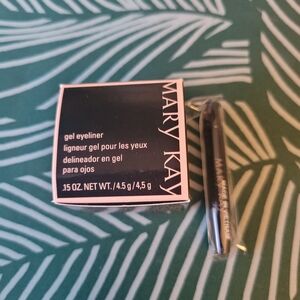 MARY KAY
gel eyeliner
ligneur gel pour les yeux
delineador en gel
para ojos
.15 OZ. NET WT./4.5 g/4,5 g